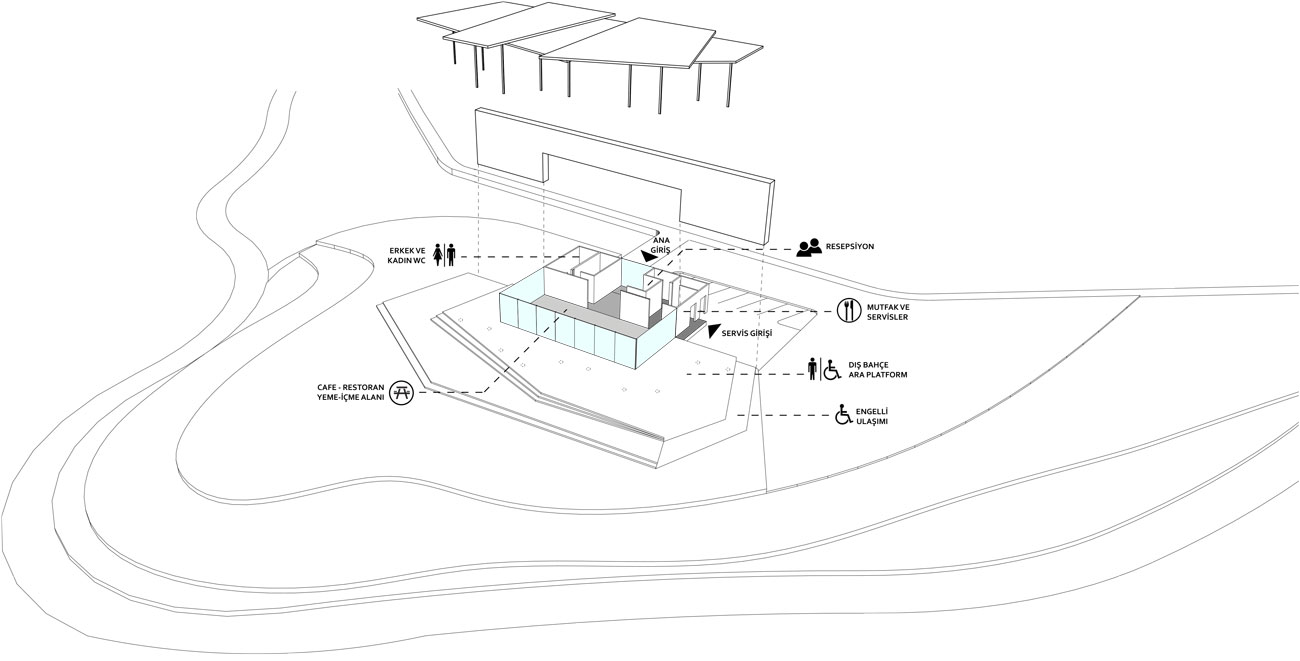 ERKEK VE
KADIN WC
ANA
GİRİŞ
RESEPSİYON
MUTFAK VE
SERVİSLER
SERVİS GİRİŞİ
DIŞ BAHÇE
ARA PLATFORM
CAFE - RESTORAN
YEME-İÇME ALANI
ENGELLİ
ULAŞIMI